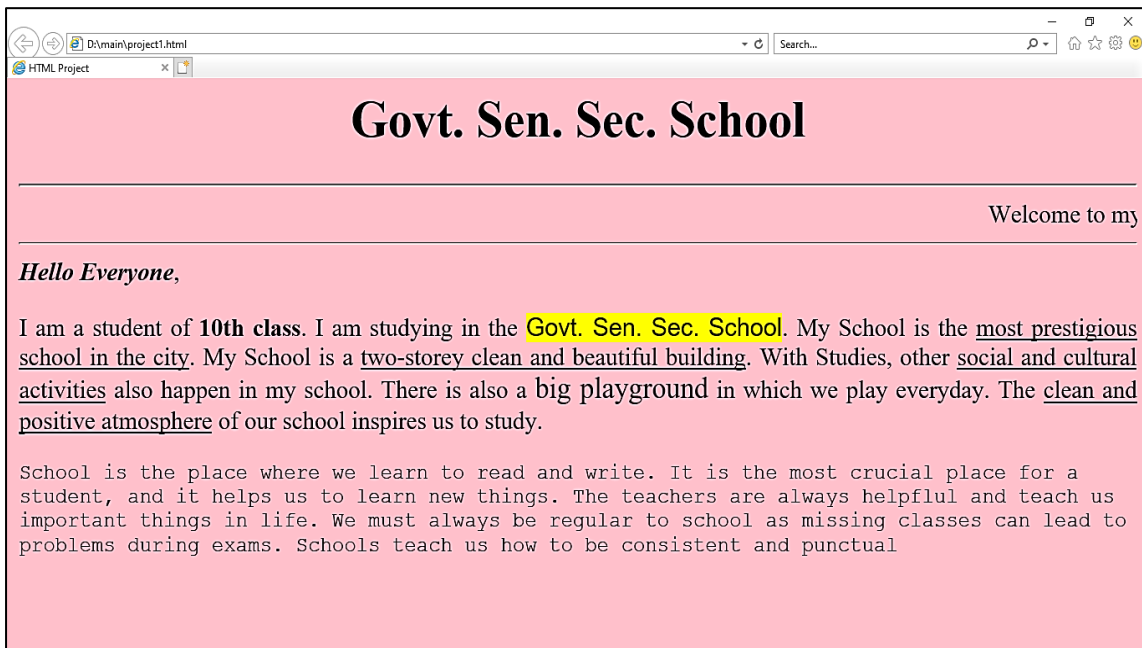 D:\main\project1.html
Search...
HTML Project
Govt. Sen. Sec. School
Welcome to my
Hello Everyone,
I am a student of 10th class. I am studying in the Govt. Sen. Sec. School. My School is the most prestigious
school in the city. My School is a two-storey clean and beautiful building. With Studies, other social and cultural
activities also happen in my school. There is also a big playground in which we play everyday. The clean and
positive atmosphere of our school inspires us to study.
School is the place where we learn to read and write. It is the most crucial place for a
student, and it helps us to learn new things. The teachers are always helpflul and teach us
important things in life. We must always be regular to school as missing classes can lead to
problems during exams. Schools teach us how to be consistent and punctual